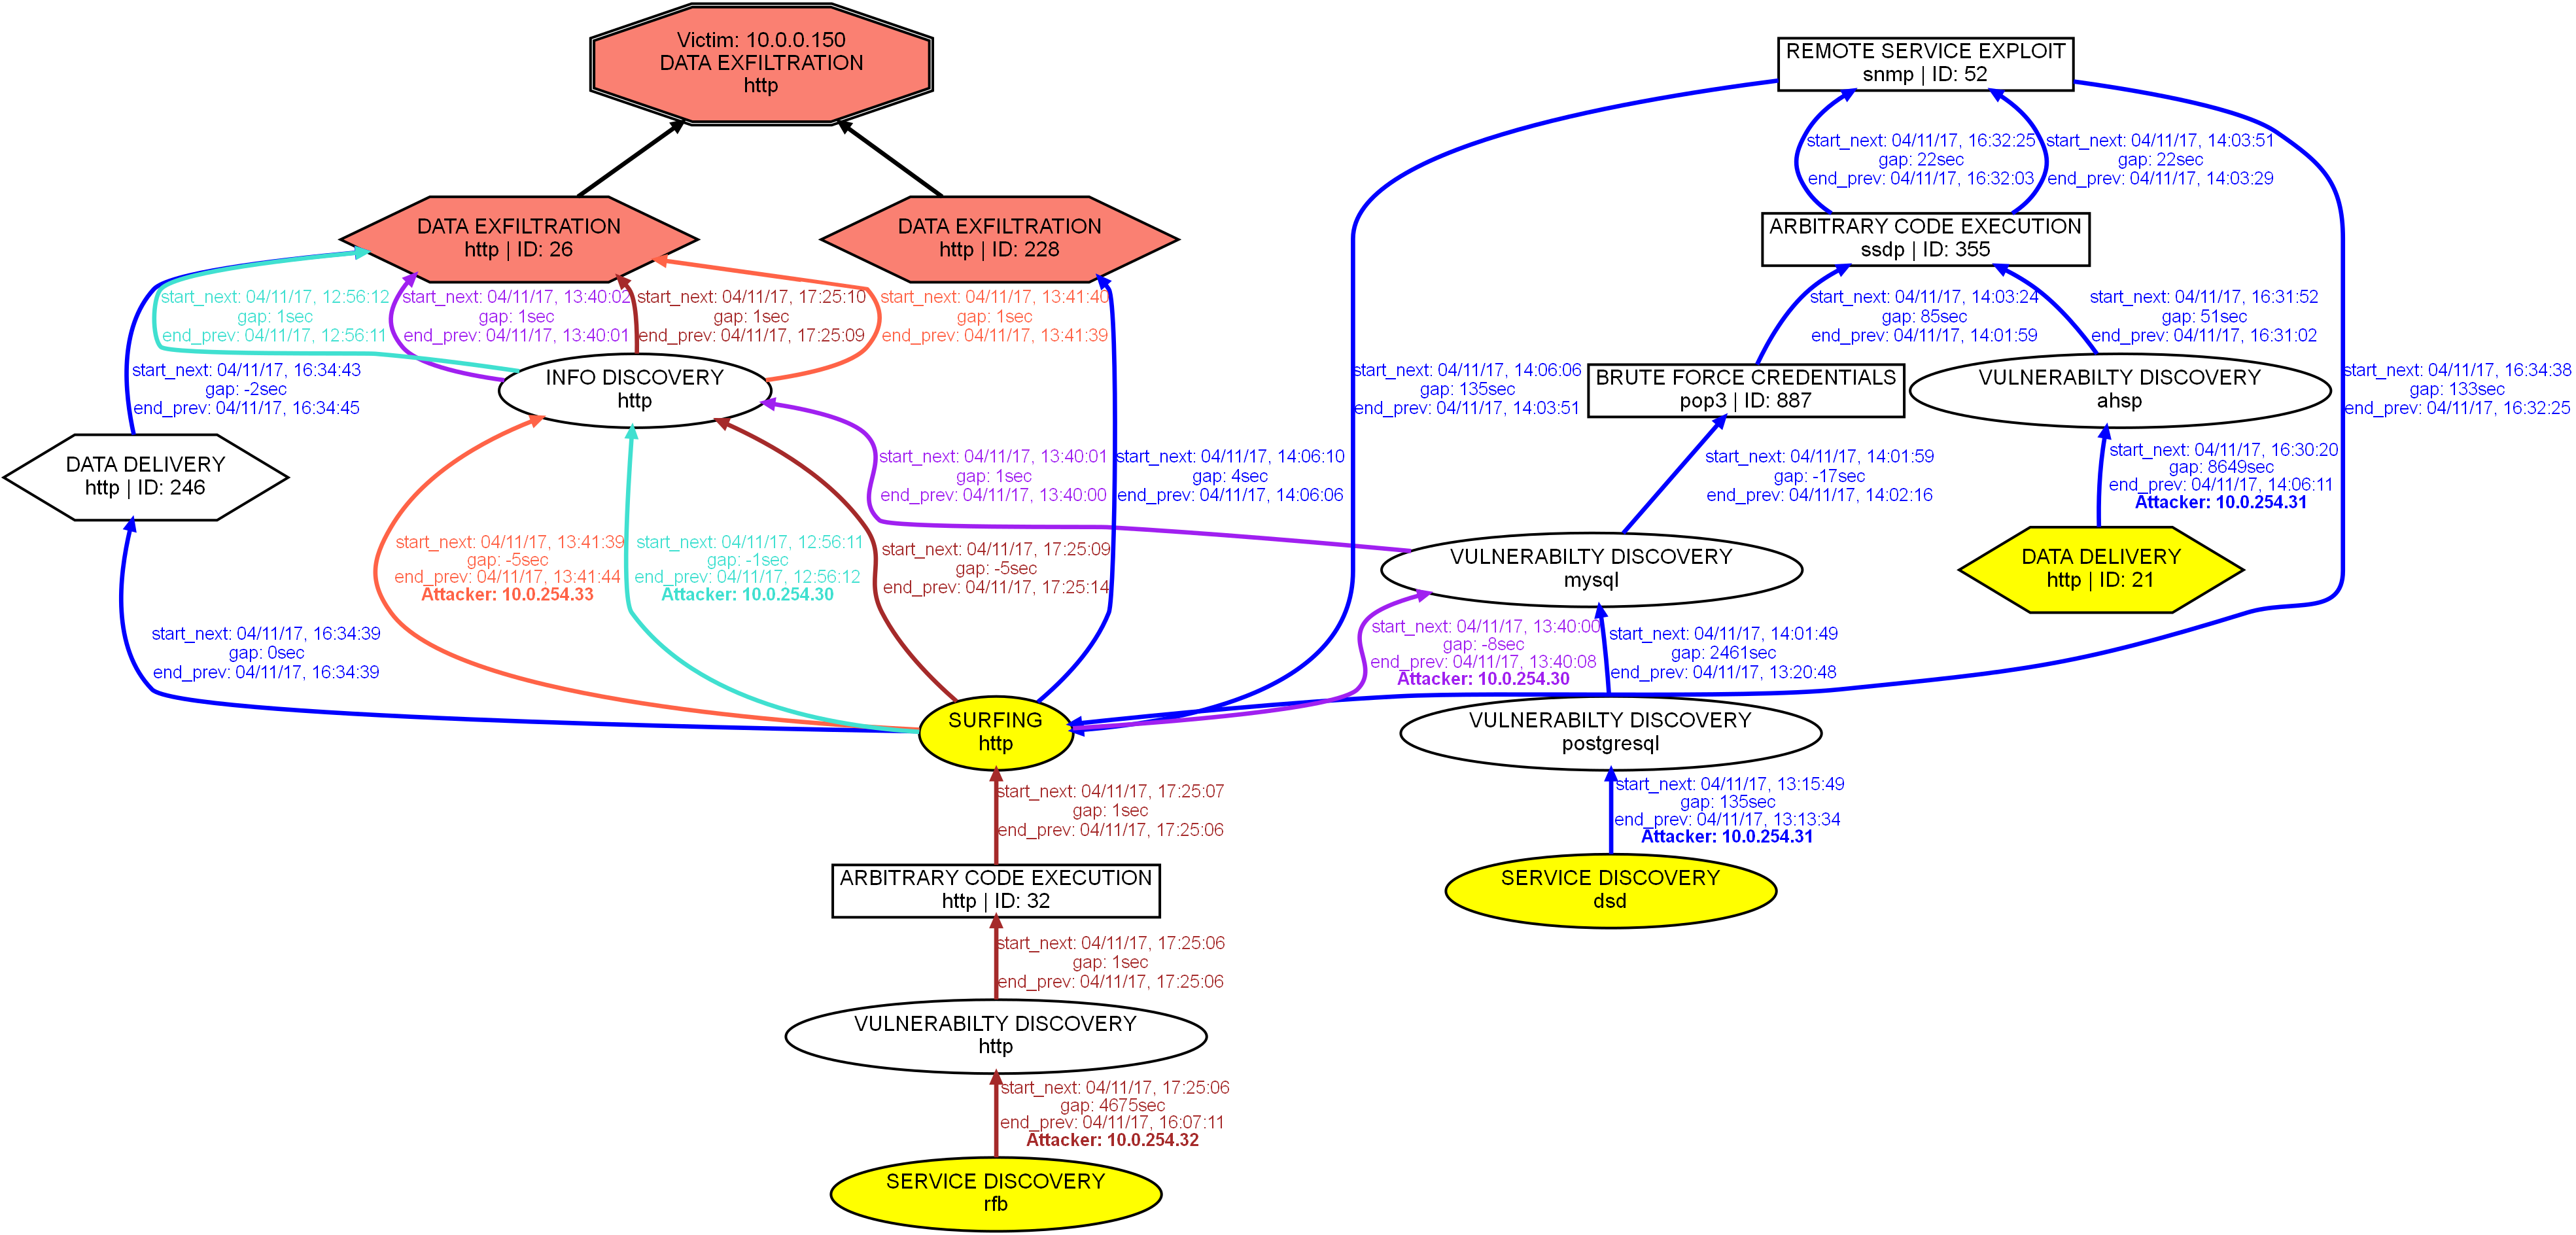 Victim: 10.0.0.150
DATA EXFILTRATION
http
REMOTE SERVICE EXPLOIT
snmp | ID: 52
start_next: 04/11/17, 16:32:25
gap: 22sec
end_prev: 04/11/17, 16:32:03
start_next: 04/11/17, 14:03:51
gap: 22sec
end_prev: 04/11/17, 14:03:29
DATA EXFILTRATION
http | ID: 26
DATA EXFILTRATION
http | ID: 228
ARBITRARY CODE EXECUTION
ssdp | ID: 355
start_next: 04/11/17, 12:56:12
gap: 1sec
end_prev: 04/11/17, 12:56:11
start_next: 04/11/17, 13:40:02
gap: 1sec
end_prev: 04/11/17, 13:40:01
start_next: 04/11/17, 17:25:10
gap: 1sec
end_prev: 04/11/17, 17:25:09
start_next: 04/11/17, 13:41:40
gap: 1sec
end_prev: 04/11/17, 13:41:39
start_next: 04/11/17, 14:03:24
gap: 85sec
end_prev: 04/11/17, 14:01:59
start_next: 04/11/17, 16:31:52
gap: 51sec
end_prev: 04/11/17, 16:31:02
start_next: 04/11/17, 16:34:43
gap: -2sec
end_prev: 04/11/17, 16:34:45
INFO DISCOVERY
http
start_next: 04/11/17, 14:06:06
gap: 135sec
end_prev: 04/11/17, 14:03:51
BRUTE FORCE CREDENTIALS
pop3 | ID: 887
VULNERABILTY DISCOVERY
ahsp
start_next: 04/11/17, 16:34:38
gap: 133sec
end_prev: 04/11/17, 16:32:25
DATA DELIVERY
http | ID: 246
start_next: 04/11/17, 13:40:01
gap: 1sec
end_prev: 04/11/17, 13:40:00
start_next: 04/11/17, 14:06:10
gap: 4sec
end_prev: 04/11/17, 14:06:06
start_next: 04/11/17, 14:01:59
gap: -17sec
end_prev: 04/11/17, 14:02:16
start_next: 04/11/17, 16:30:20
gap: 8649sec
end_prev: 04/11/17, 14:06:11
Attacker: 10.0.254.31
start_next: 04/11/17, 13:41:39
gap: -5sec
end_prev: 04/11/17, 13:41:44
Attacker: 10.0.254.33
start_next: 04/11/17, 12:56:11
gap: -1sec
end_prev: 04/11/17, 12:56:12
Attacker: 10.0.254.30
start_next: 04/11/17, 17:25:09
gap: -5sec
end_prev: 04/11/17, 17:25:14
VULNERABILTY DISCOVERY
mysql
DATA DELIVERY
http | ID: 21
start_next: 04/11/17, 16:34:39
gap: 0sec
end_prev: 04/11/17, 16:34:39
start_next: 04/11/17, 13:40:00
gap: -8sec
end_prev: 04/11/17, 13:40:08
Attacker: 10.0.254.30
start_next: 04/11/17, 14:01:49
gap: 2461sec
end_prev: 04/11/17, 13:20:48
SURFING
http
VULNERABILTY DISCOVERY
postgresql
start_next: 04/11/17, 17:25:07
gap: 1sec
end_prev: 04/11/17, 17:25:06
start_next: 04/11/17, 13:15:49
gap: 135sec
end_prev: 04/11/17, 13:13:34
Attacker: 10.0.254.31
ARBITRARY CODE EXECUTION
http | ID: 32
SERVICE DISCOVERY
dsd
start_next: 04/11/17, 17:25:06
gap: 1sec
end_prev: 04/11/17, 17:25:06
VULNERABILTY DISCOVERY
http
start_next: 04/11/17, 17:25:06
gap: 4675sec
end_prev: 04/11/17, 16:07:11
Attacker: 10.0.254.32
SERVICE DISCOVERY
rfb